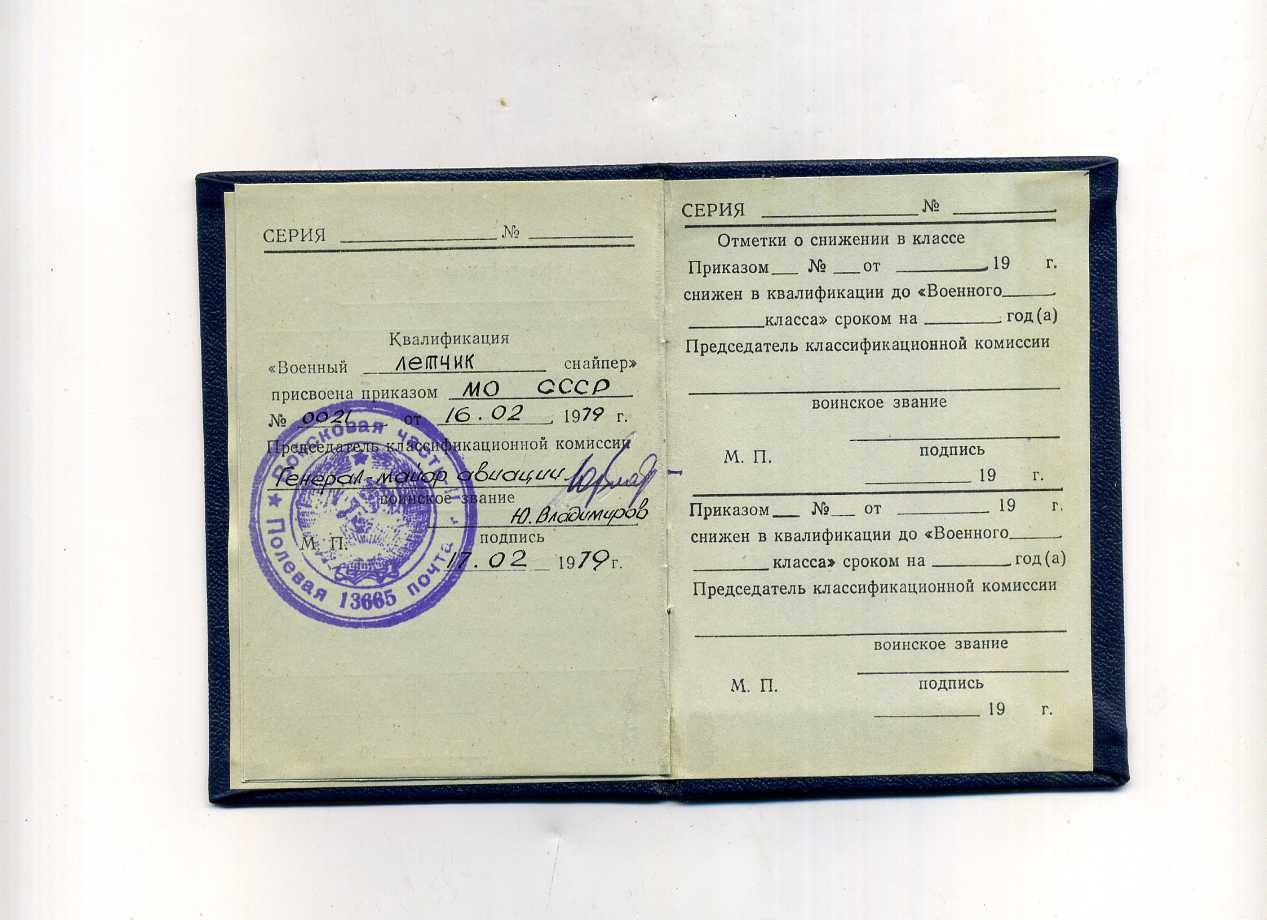 СЕРИЯ № 
Квалификация
«Военный летчик снайпер»
присвоена приказом МО СССР
№ 0021 от 16.02 1979 г.
Председатель классификационной комиссии
Генерал-майор авиации
воинское звание
Ю.Владимиров
М. П. подпись
17.02 1979 г.
Войсковая часть
Полевая почта 13665
СЕРИЯ №
Отметки о снижении в классе
Приказом № от 19 г.
снижен в квалификации до «Военного
класса» сроком на год(а)
Председатель классификационной комиссии
воинское звание
М. П. подпись
19 г.
Приказом № от 19 г.
снижен в квалификации до «Военного
класса» сроком на год(а)
Председатель классификационной комиссии
воинское звание
М. П. подпись
19 г.